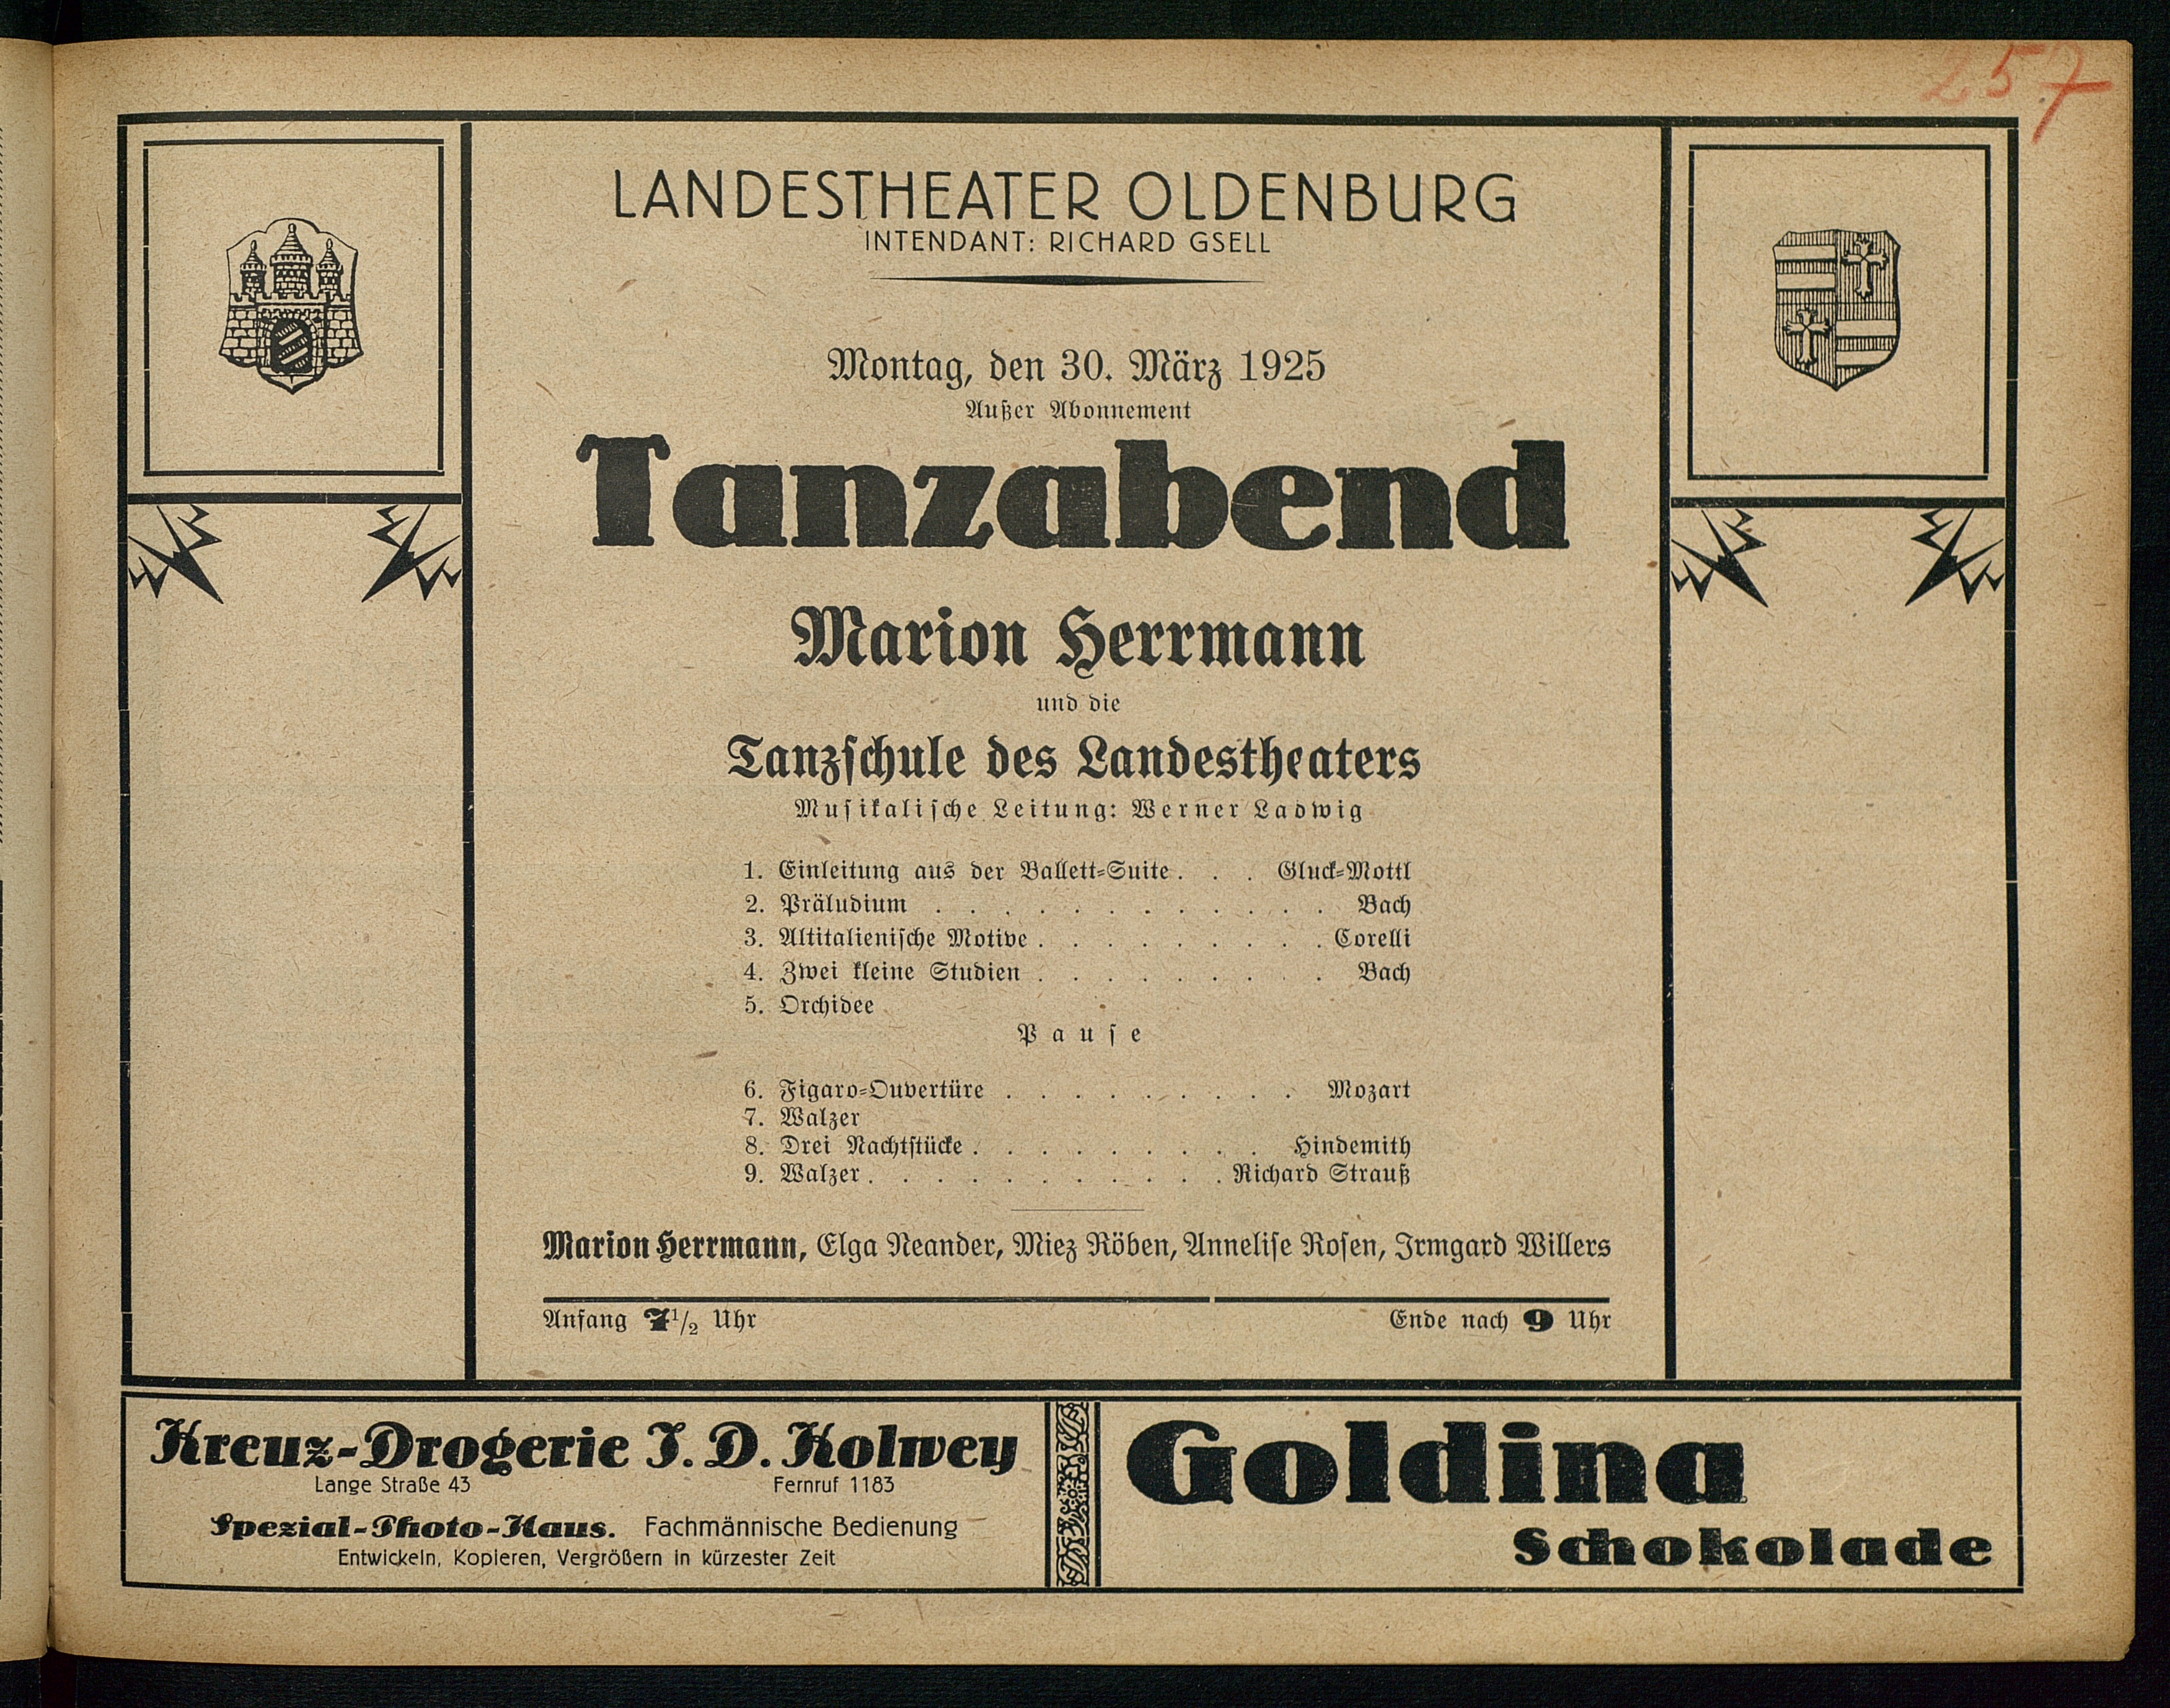 257
LANDESTHEATER OLDENBURG
INTENDANT: RICHARD GSELL
Montag, den 30. März 1925
Außer Abonnement
Tanzabend
Marion Herrmann
und die
Tanzschule des Landestheaters
Musikalische Leitung: Werner Ladwig
1. Einleitung aus der Ballett-Suite . . . Gluck-Mottl
2. Präludium . . . . . . . . . . . . Bach
3. Altitalienische Motive . . . . . . . . . Corelli
4. Zwei kleine Studien . . . . . . . . . Bach
5. Orchidee
Pause
6. Figaro-Ouvertüre . . . . . . . . . Mozart
7. Walzer
8. Drei Nachtstücke . . . . . . . . . Hindemith
9. Walzer . . . . . . . . . . . Richard Strauß
Marion Herrmann, Elga Neander, Miez Röben, Annelise Rosen, Irmgard Willers
Anfang 7 1/2 Uhr Ende nach 9 Uhr
Kreuz-Drogerie J. D. Kolwey
Lange Straße 43 Fernruf 1183
Spezial-Photo-Haus. Fachmännische Bedienung
Entwickeln, Kopieren, Vergrößern in kürzester Zeit
Goldina
Schokolade